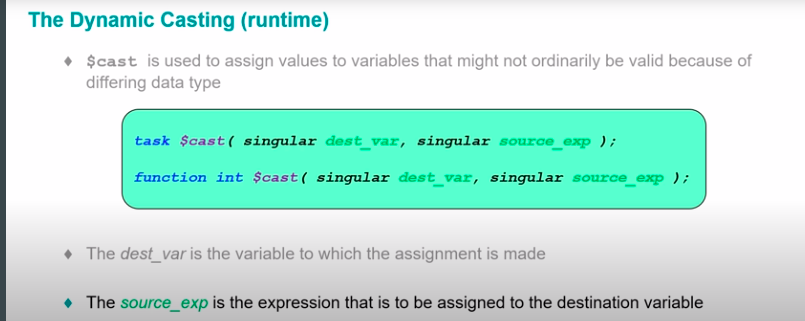 The Dynamic Casting (runtime)
♦ $cast is used to assign values to variables that might not ordinarily be valid because of
differing data type
task $cast( singular dest_var, singular source_exp );
function int $cast( singular dest_var, singular source_exp );
♦ The dest_var is the variable to which the assignment is made
♦ The source_exp is the expression that is to be assigned to the destination variable